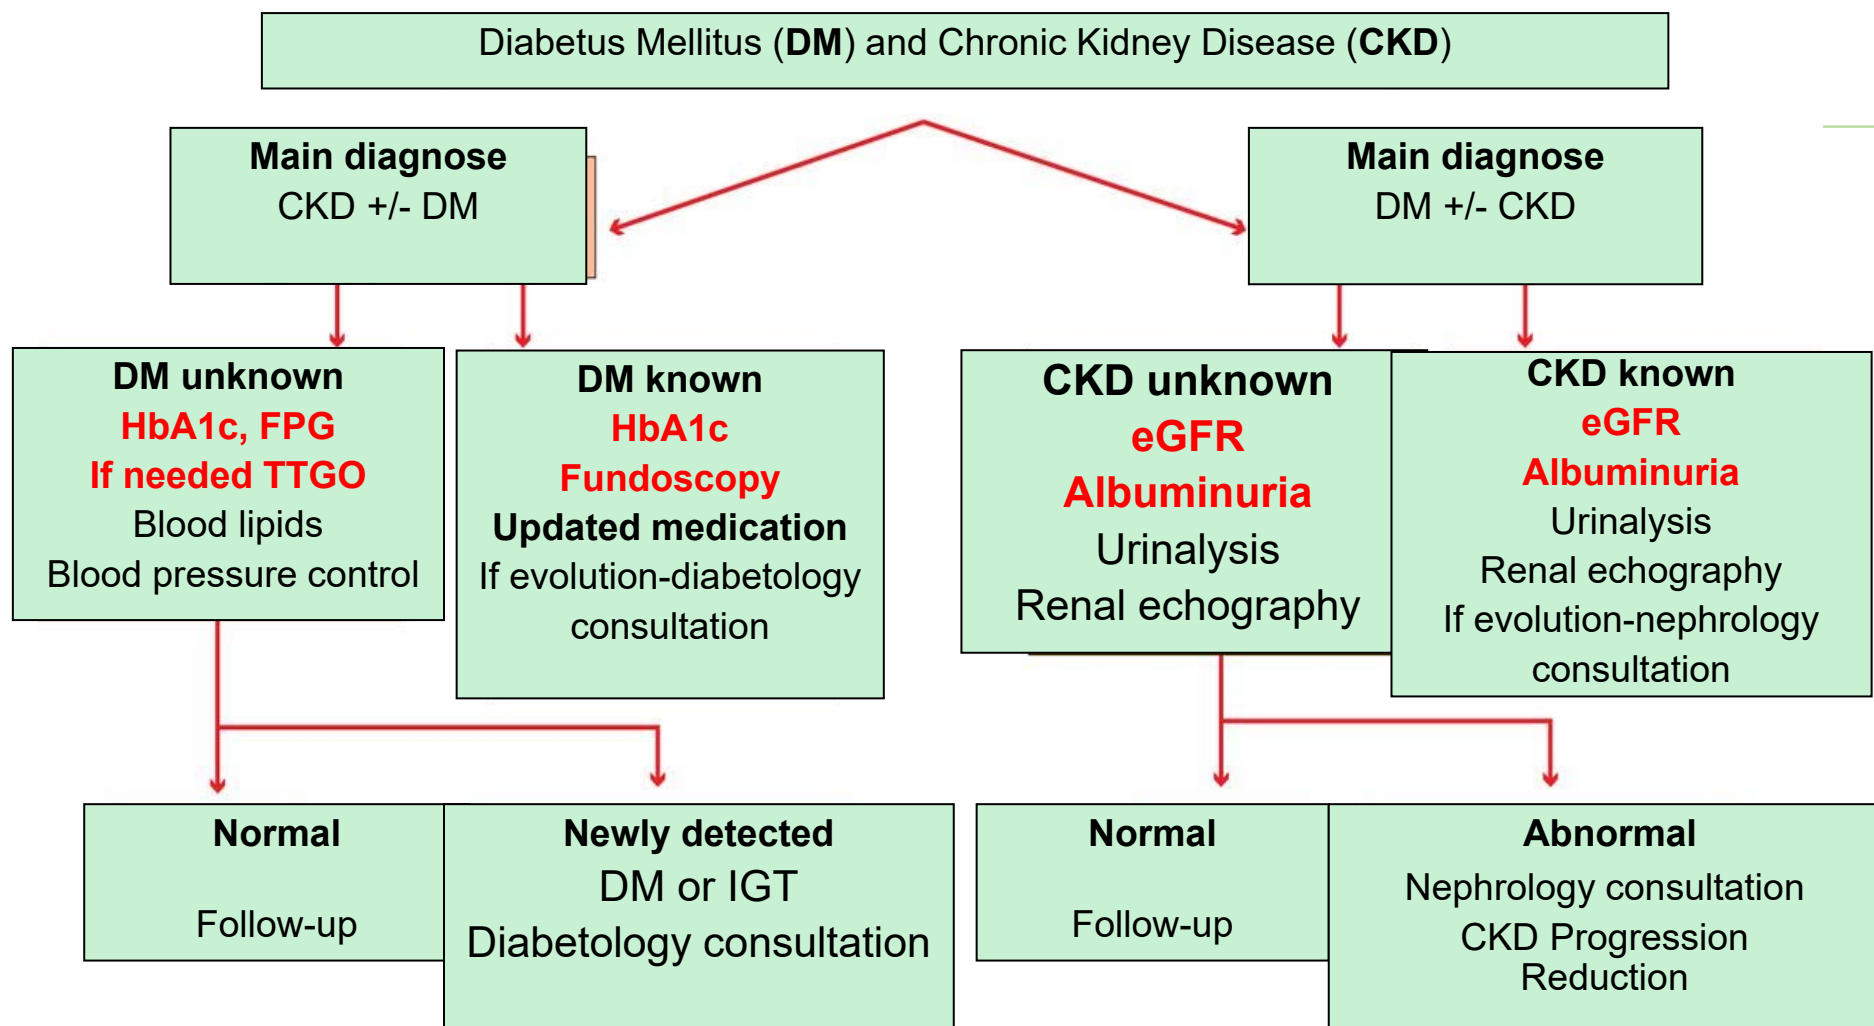 Diabetus Mellitus (DM) and Chronic Kidney Disease (CKD)
Main diagnose
CKD +/- DM
Main diagnose
DM +/- CKD
DM unknown
HbA1c, FPG
If needed TTGO
Blood lipids
Blood pressure control
DM known
HbA1c
Fundoscopy
Updated medication
If evolution-diabetology
consultation
CKD unknown
eGFR
Albuminuria
Urinalysis
Renal echography
CKD known
eGFR
Albuminuria
Urinalysis
Renal echography
If evolution-nephrology
consultation
Normal
Follow-up
Newly detected
DM or IGT
Diabetology consultation
Normal
Follow-up
Abnormal
Nephrology consultation
CKD Progression
Reduction